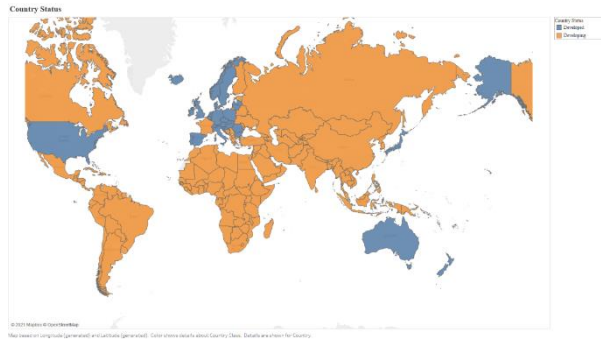 Country Status
Country Status
Developed
Developing
© 2021 Mapbox © OpenStreetMap
Map based on Longitude (generated) and Latitude (generated). Color shows details about Country Class. Details are shown for Country.